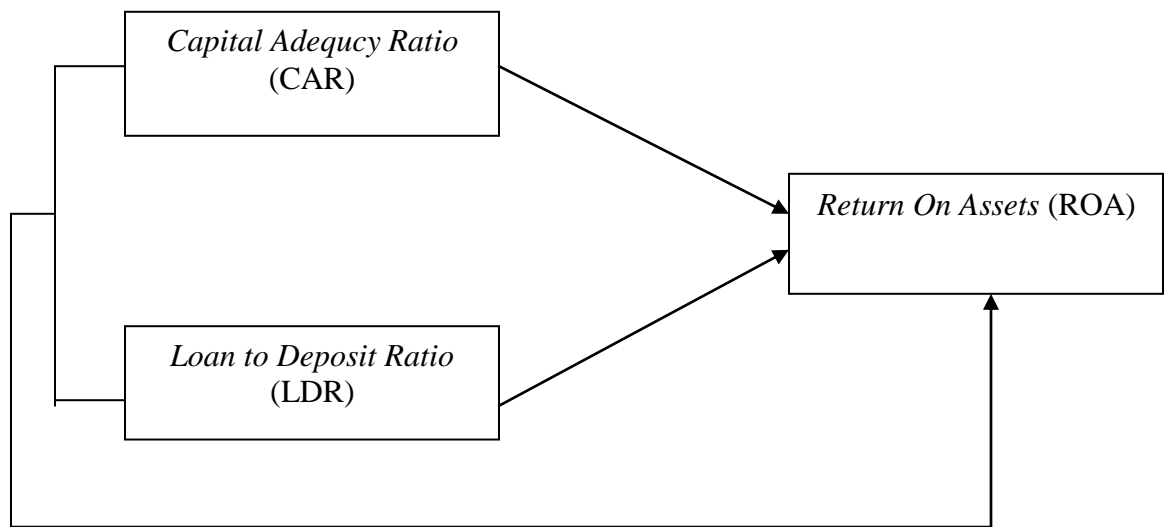 Capital Adequcy Ratio
(CAR)
Return On Assets (ROA)
Loan to Deposit Ratio
(LDR)